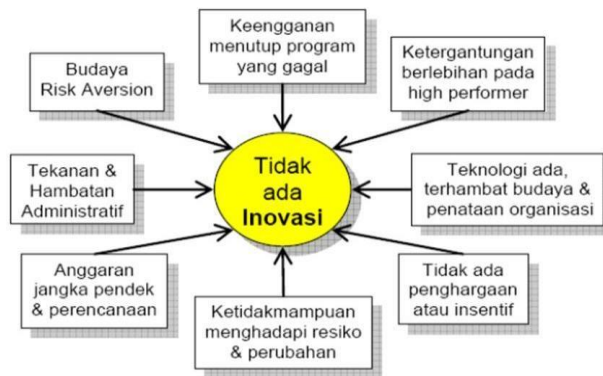 Keengganan
menutup program
yang gagal
Ketergantungan
berlebihan pada
high performer
Budaya
Risk Aversion
Tidak
ada
Inovasi
Tekanan &
Hambatan
Administratif
Teknologi ada,
terhambat budaya &
penataan organisasi
Anggaran
jangka pendek
& perencanaan
Ketidakmampuan
menghadapi resiko
& perubahan
Tidak ada
penghargaan
atau insentif